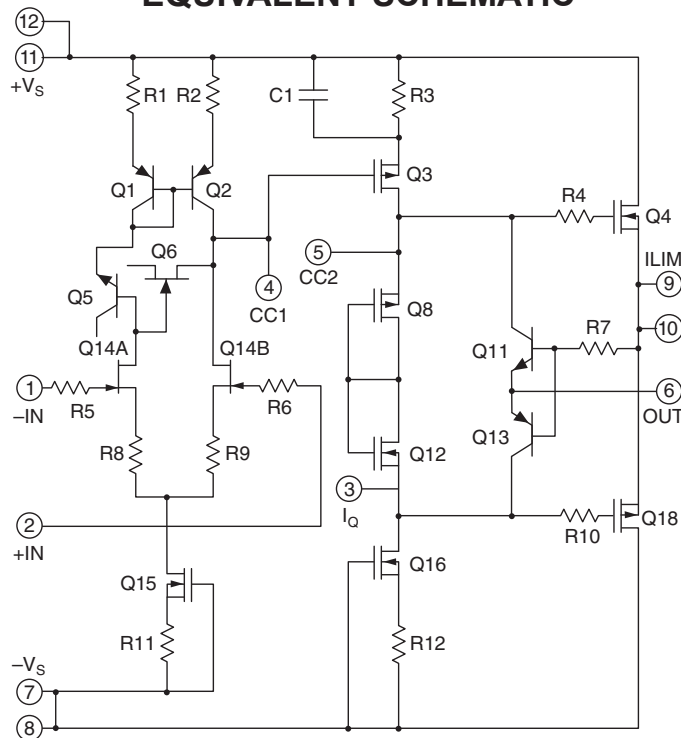 EQUIVALENT SCHEMATIC
12
11
+VS
R1
R2
C1
R3
Q1
Q2
Q3
R4
Q4
Q6
5
CC2
ILIM
9
4
CC1
Q5
Q8
10
Q14A
Q14B
Q11
R7
1
–IN
R5
R6
6
OUT
Q13
R8
R9
Q12
3
IQ
2
+IN
R10
Q18
Q15
Q16
R11
R12
–VS
7
8